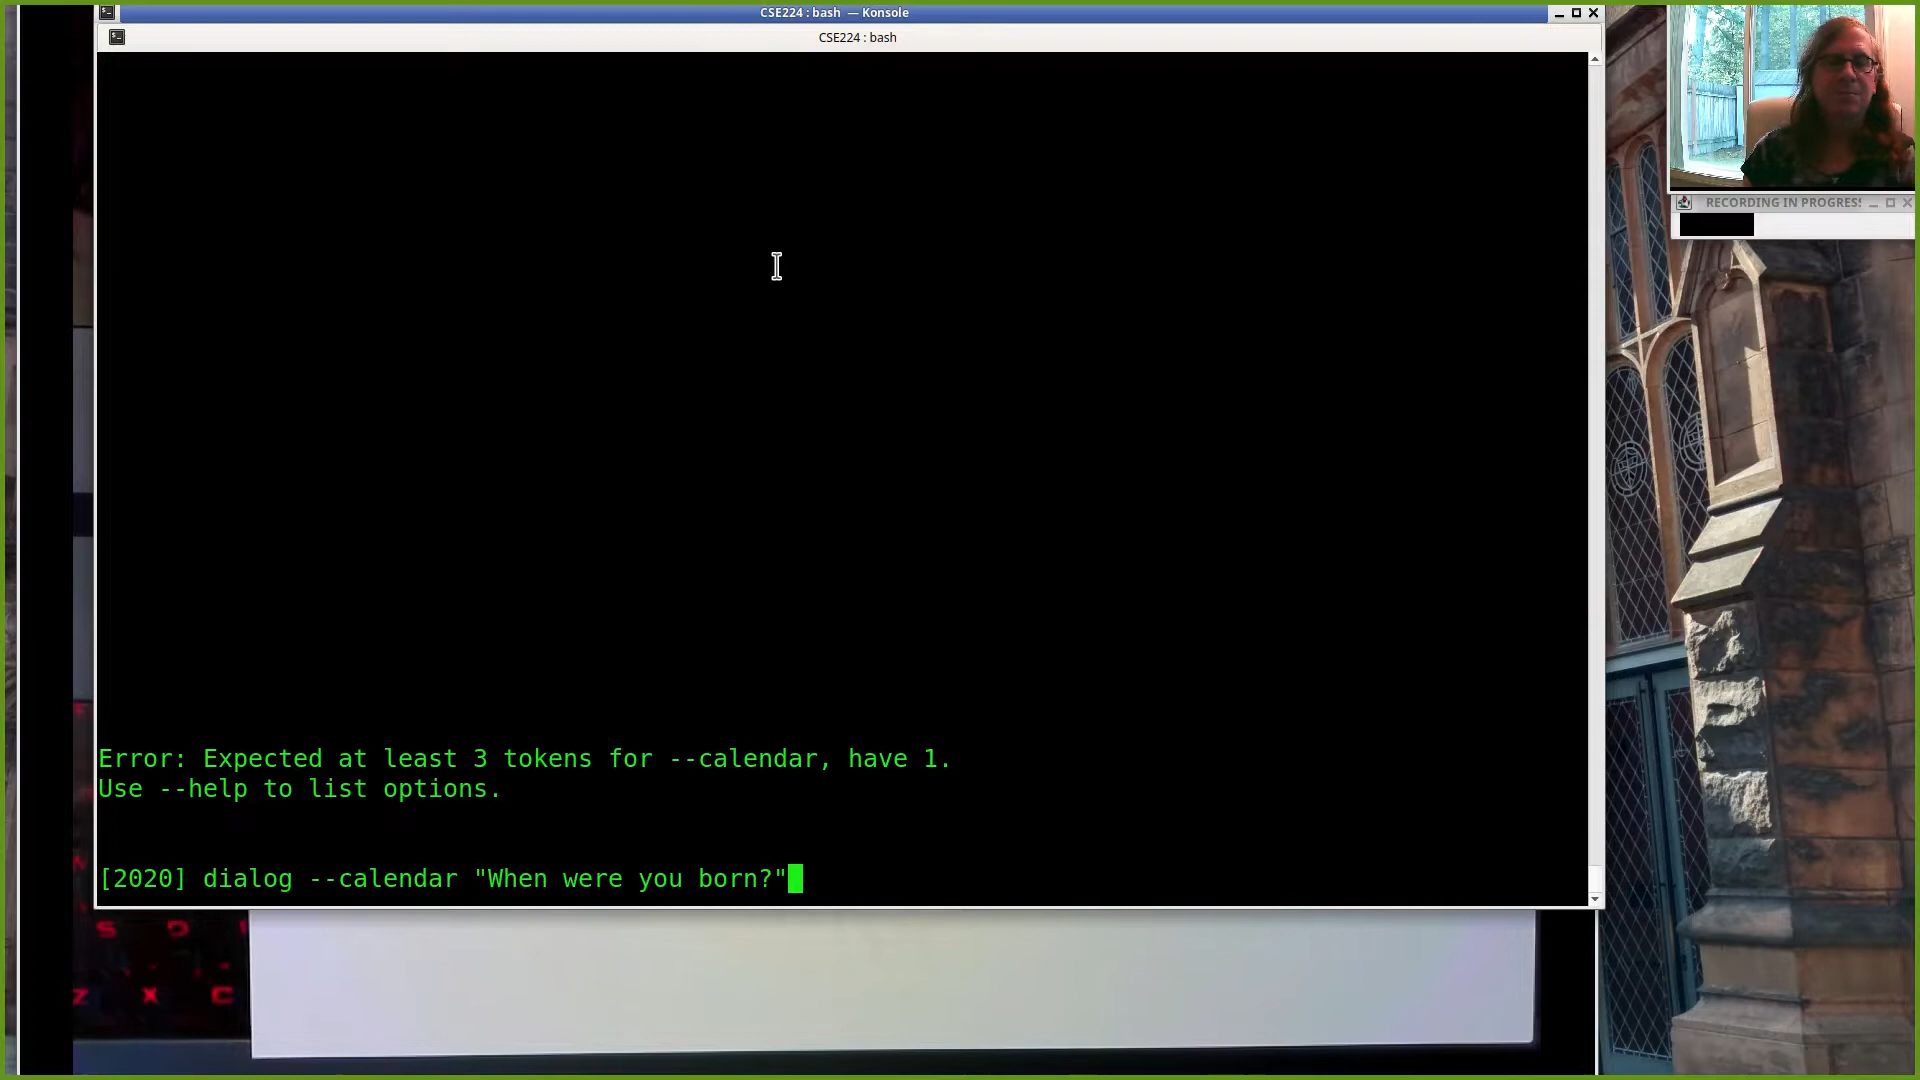 CSE224 : bash — Konsole
CSE224 : bash
RECORDING IN PROGRES
Error: Expected at least 3 tokens for --calendar, have 1.
Use --help to list options.
[2020] dialog --calendar "When were you born?"
S D
Z X C